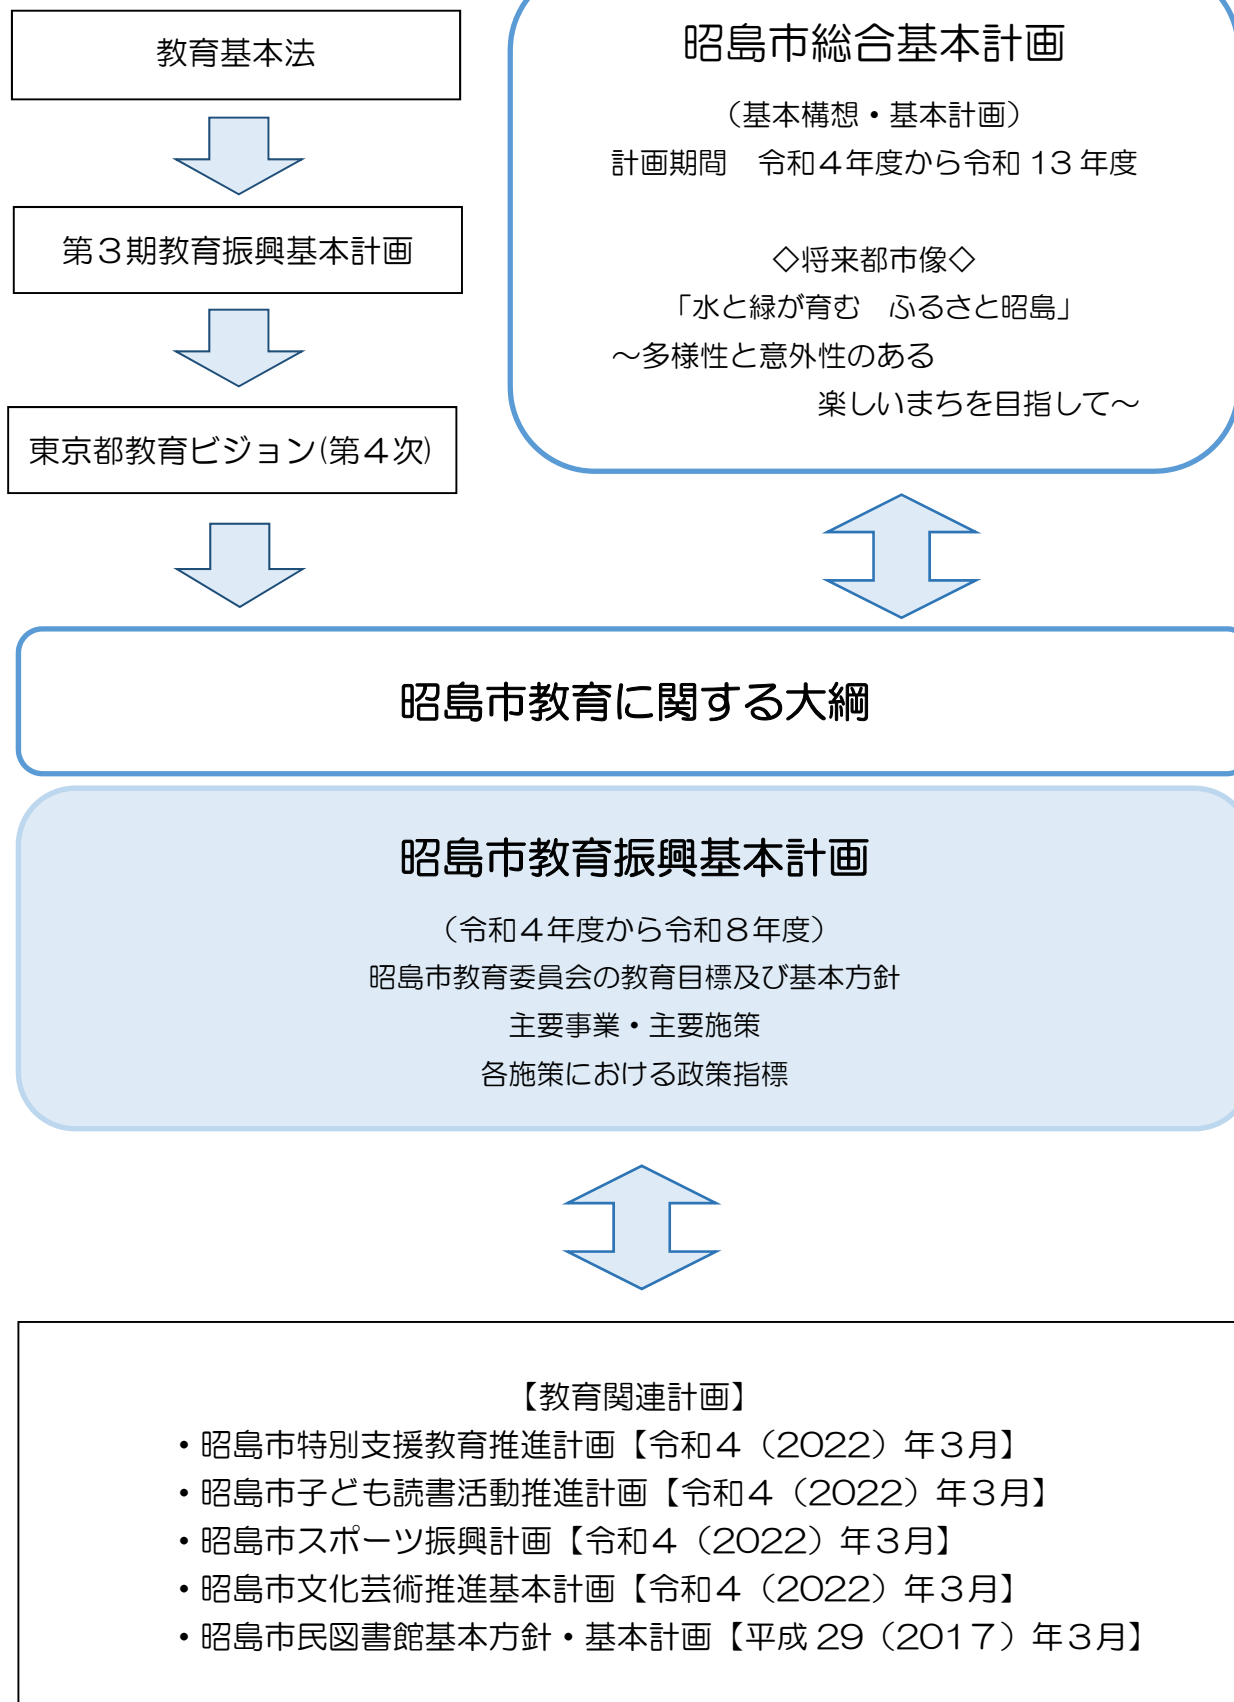 教育基本法
第３期教育振興基本計画
東京都教育ビジョン(第４次)
昭島市総合基本計画
（基本構想・基本計画）
計画期間　令和４年度から令和 13 年度
◇将来都市像◇
「水と緑が育む　ふるさと昭島」
～多様性と意外性のある
楽しいまちを目指して～
昭島市教育に関する大綱
昭島市教育振興基本計画
（令和４年度から令和８年度）
昭島市教育委員会の教育目標及び基本方針
主要事業・主要施策
各施策における政策指標
【教育関連計画】
・昭島市特別支援教育推進計画【令和４（2022）年３月】
・昭島市子ども読書活動推進計画【令和４（2022）年３月】
・昭島市スポーツ振興計画【令和４（2022）年３月】
・昭島市文化芸術推進基本計画【令和４（2022）年３月】
・昭島市民図書館基本方針・基本計画【平成 29（2017）年３月】